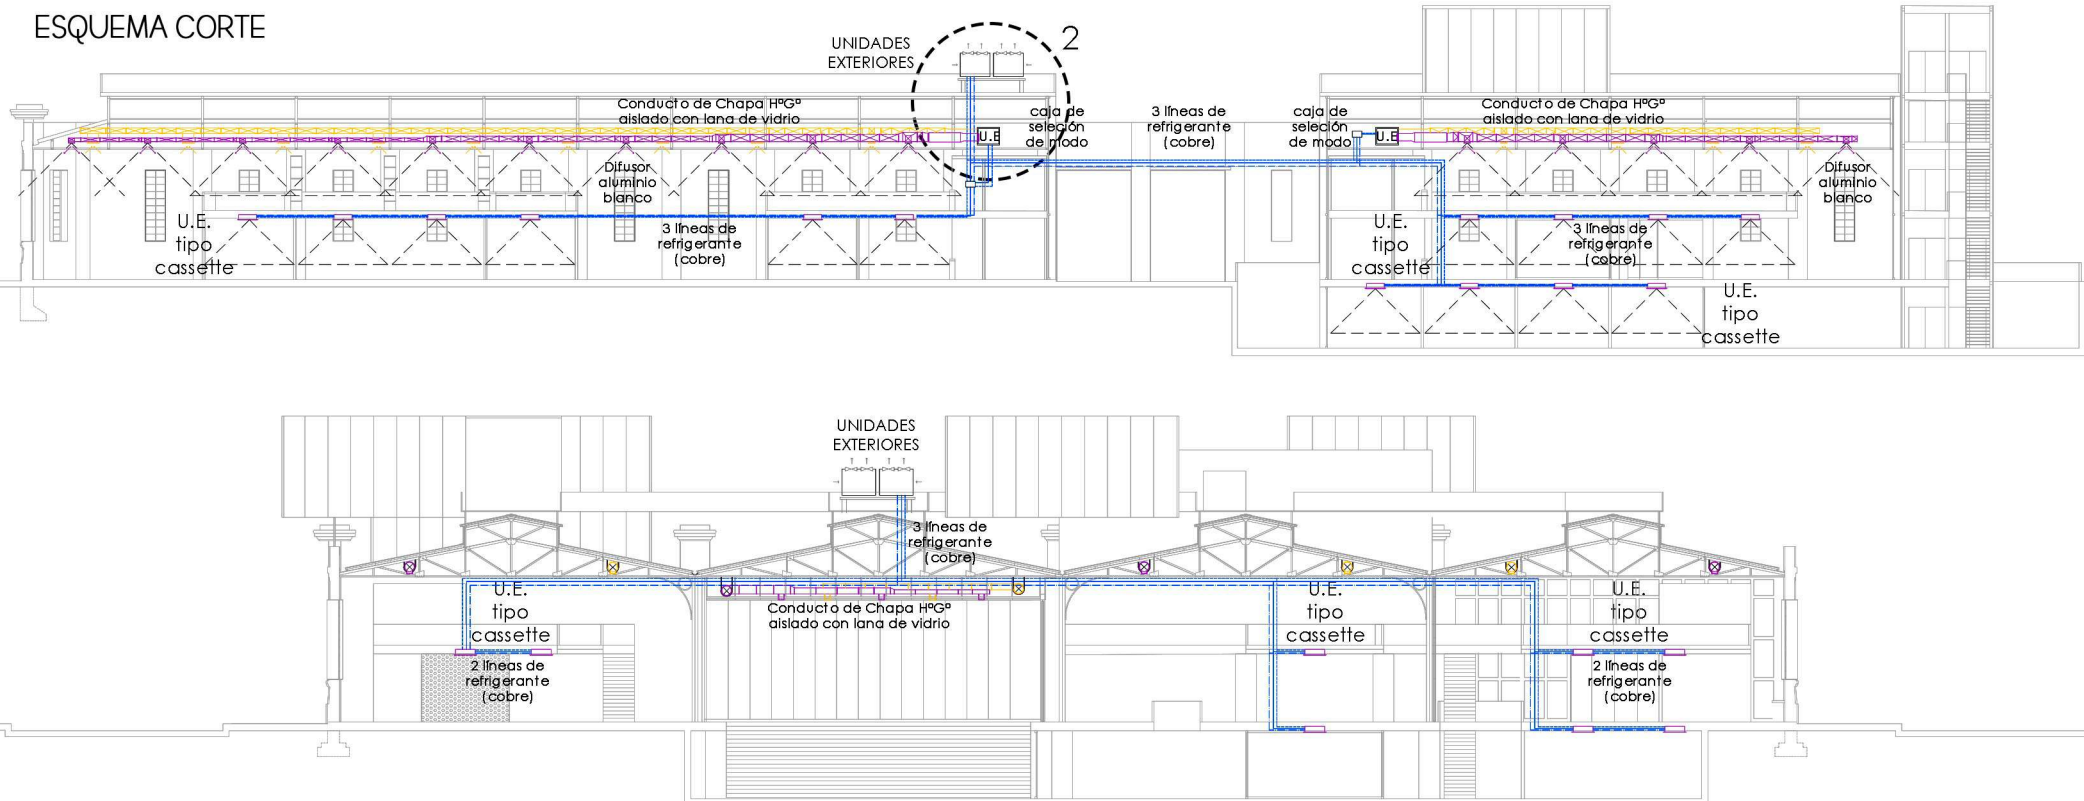 ESQUEMA CORTE
UNIDADES
EXTERIORES
2
Conducto de Chapa HºGº
aislado con lana de vidrio
U.E
caja de
seleción
de modo
3 líneas de
refrigerante
(cobre)
caja de
seleción
de modo
U.E
Conducto de Chapa HºGº
aislado con lana de vidrio
Difusor
aluminio
blanco
Difusor
aluminio
blanco
U.E.
tipo
cassette
3 líneas de
refrigerante
(cobre)
U.E.
tipo
cassette
3 líneas de
refrigerante
(cobre)
U.E.
tipo
cassette
UNIDADES
EXTERIORES
3 líneas de
refrigerante
(cobre)
U.E.
tipo
cassette
Conducto de Chapa HºGº
aislado con lana de vidrio
U.E.
tipo
cassette
U.E.
tipo
cassette
2 líneas de
refrigerante
(cobre)
2 líneas de
refrigerante
(cobre)